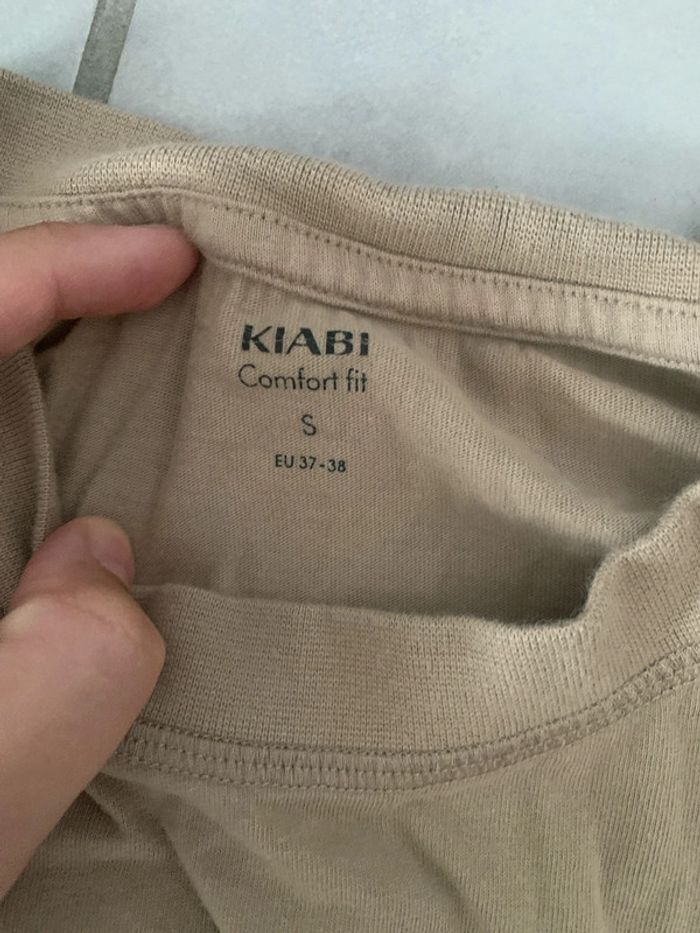 KIABI
Comfort fit
S
EU 37-38